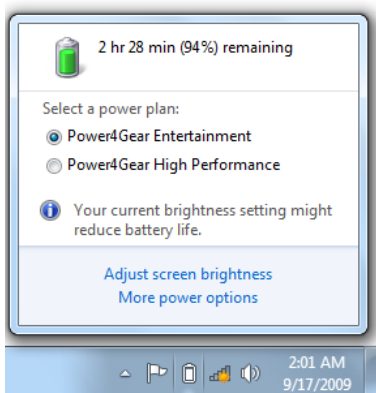 2 hr 28 min (94%) remaining
Select a power plan:
Power4Gear Entertainment
Power4Gear High Performance
Your current brightness setting might
reduce battery life.
Adjust screen brightness
More power options
2:01 AM
9/17/2009